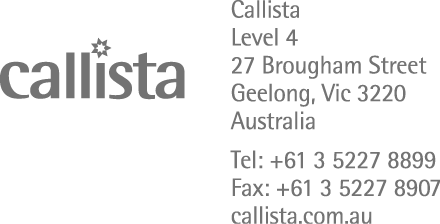 callista
Callista
Level 4
27 Brougham Street
Geelong, Vic 3220
Australia
Tel: +61 3 5227 8899
Fax: +61 3 5227 8907
callista.com.au